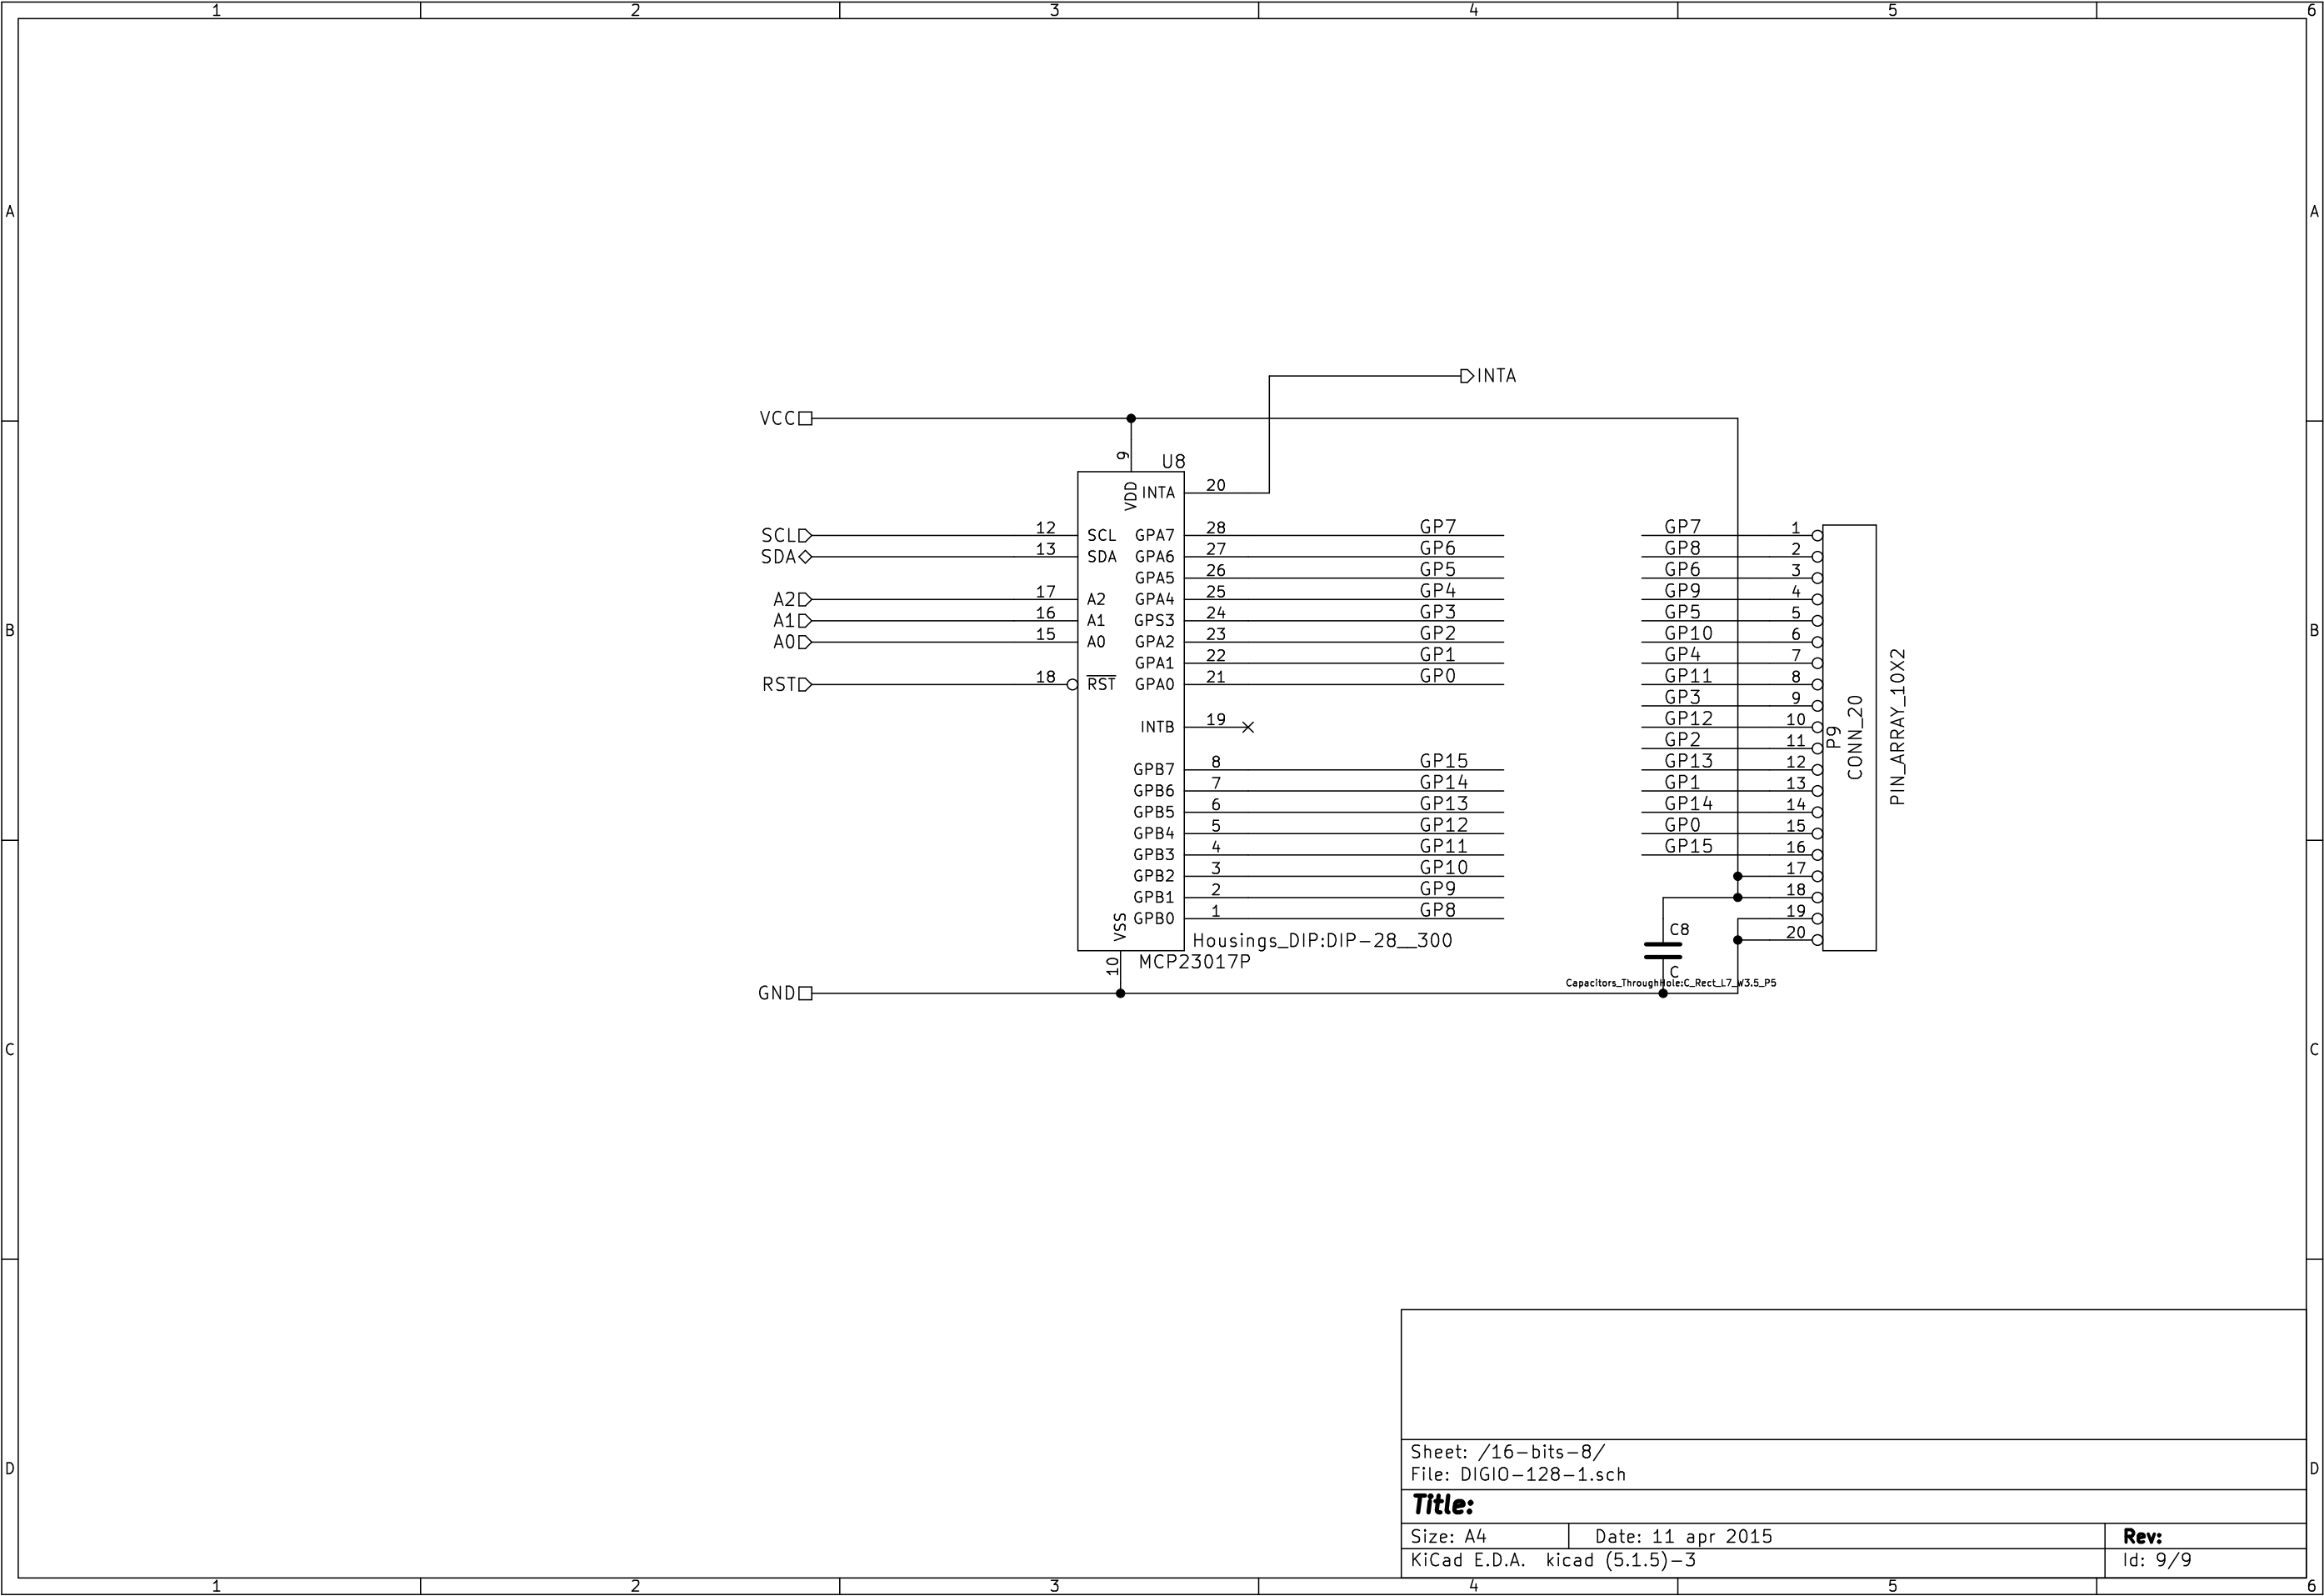 1 2 3 4 5 6
A A
INTA
VCC
9
U8
VDD INTA 20
SCL 12 SCL GPA7 28 GP7 GP7 1
SDA 13 SDA GPA6 27 GP6 GP8 2
GPA5 26 GP5 GP6 3
A2 17 A2 GPA4 25 GP4 GP9 4
A1 16 A1 GPS3 24 GP3 GP5 5
B B
A0 15 A0 GPA2 23 GP2 GP10 6
GPA1 22 GP1 GP4 7
RST 18 RST GPA0 21 GP0 GP11 8
GP3 9
INTB 19 GP12 10
GP2 11
P9
CONN_20
PIN_ARRAY_10X2
GPB7 8 GP15 GP13 12
GPB6 7 GP14 GP1 13
GPB5 6 GP13 GP14 14
GPB4 5 GP12 GP0 15
GPB3 4 GP11 GP15 16
GPB2 3 GP10 17
GPB1 2 GP9 18
VSS GPB0 1 GP8 19
C8 20
Housings_DIP:DIP-28__300
10 MCP23017P
C
Capacitors_ThroughHole:C_Rect_L7_W3.5_P5
GND
C C
Sheet: /16-bits-8/
D D
File: DIGIO-128-1.sch
Title:
Size: A4 Date: 11 apr 2015 Rev:
KiCad E.D.A. kicad (5.1.5)-3 Id: 9/9
1 2 3 4 5 6